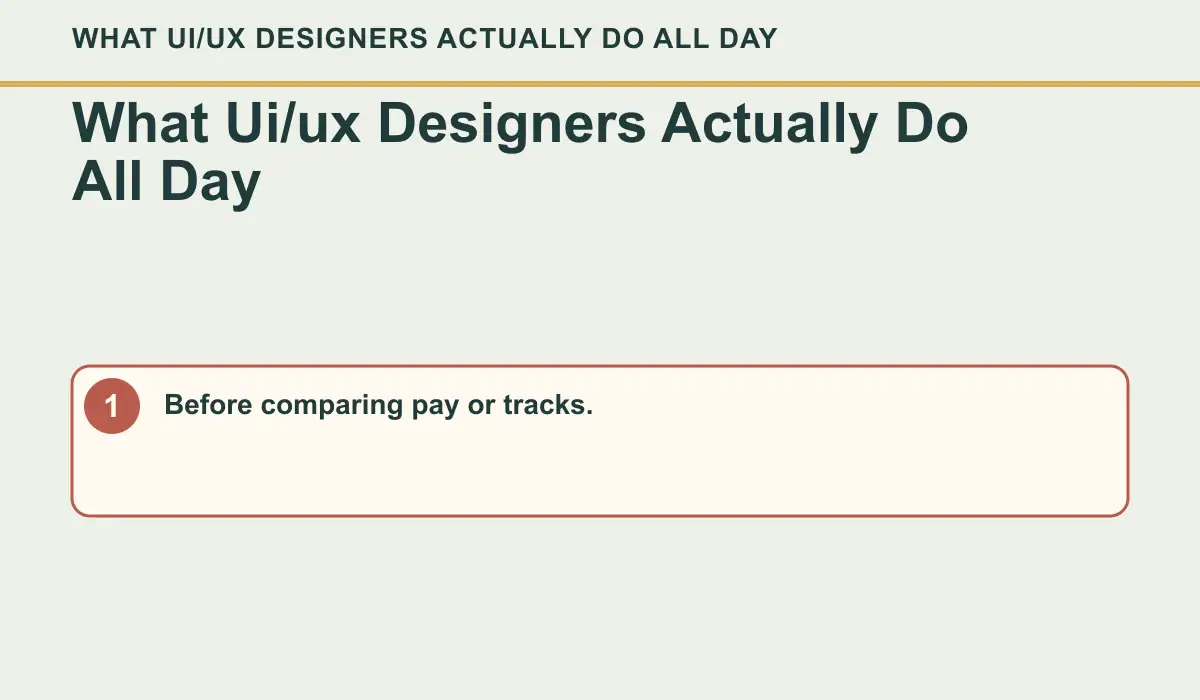 WHAT UI/UX DESIGNERS ACTUALLY DO ALL DAY
What Ui/ux Designers Actually Do
All Day
1
Before comparing pay or tracks.